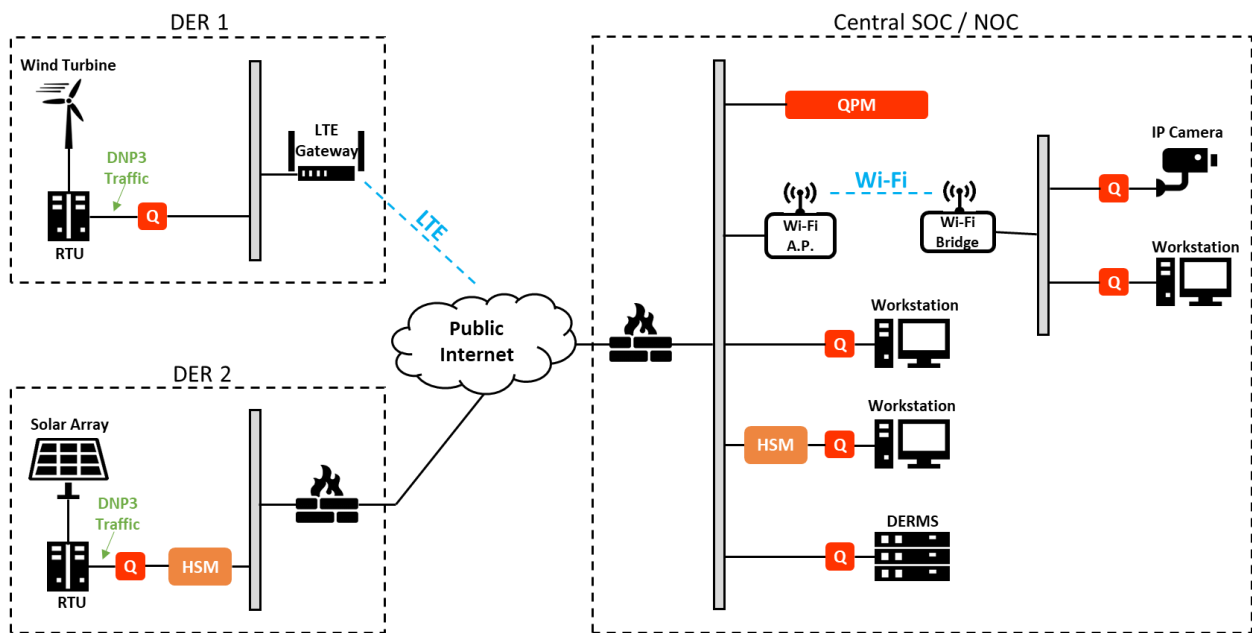 DER 1
Wind Turbine
DNP3
Traffic
Q
RTU
LTE
Gateway
LTE
Public
Internet
DER 2
Solar Array
DNP3
Traffic
Q
HSM
RTU
Central SOC / NOC
QPM
Wi-Fi
Wi-Fi
A.P.
Wi-Fi
Bridge
IP Camera
Q
Workstation
Q
Workstation
Q
Workstation
HSM
Q
DERMS
Q